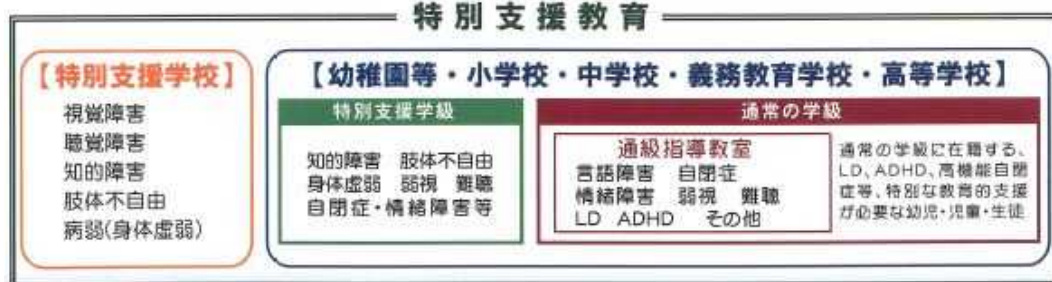 特別支援教育
【特別支援学校】
視覚障害
聴覚障害
知的障害
肢体不自由
病弱(身体虚弱)
【幼稚園等・小学校・中学校・義務教育学校・高等学校】
特別支援学級
知的障害 肢体不自由
身体虚弱 弱視 難聴
自閉症・情緒障害等
通常の学級
通級指導教室
言語障害 自閉症
情緒障害 弱視 難聴
LD ADHD その他
通常の学級に在籍する、
LD、ADHD、高機能自閉
症等、特別な教育的支援
が必要な幼児・児童・生徒